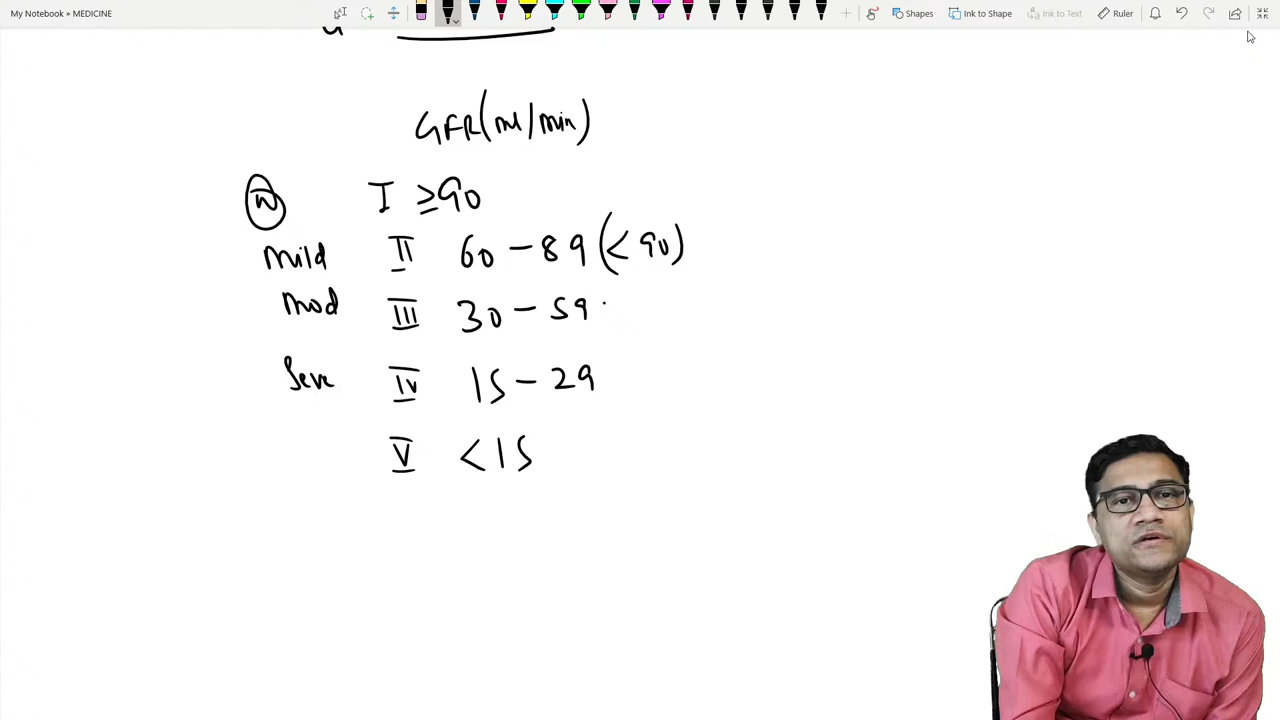 My Notebook » MEDICINE
Shapes Ink to Shape Ink to Text Ruler
GFR(ml/min)
N I ≥90
mild II 60-89 (<90)
mod III 30-59
Seve IV 15-29
V <15